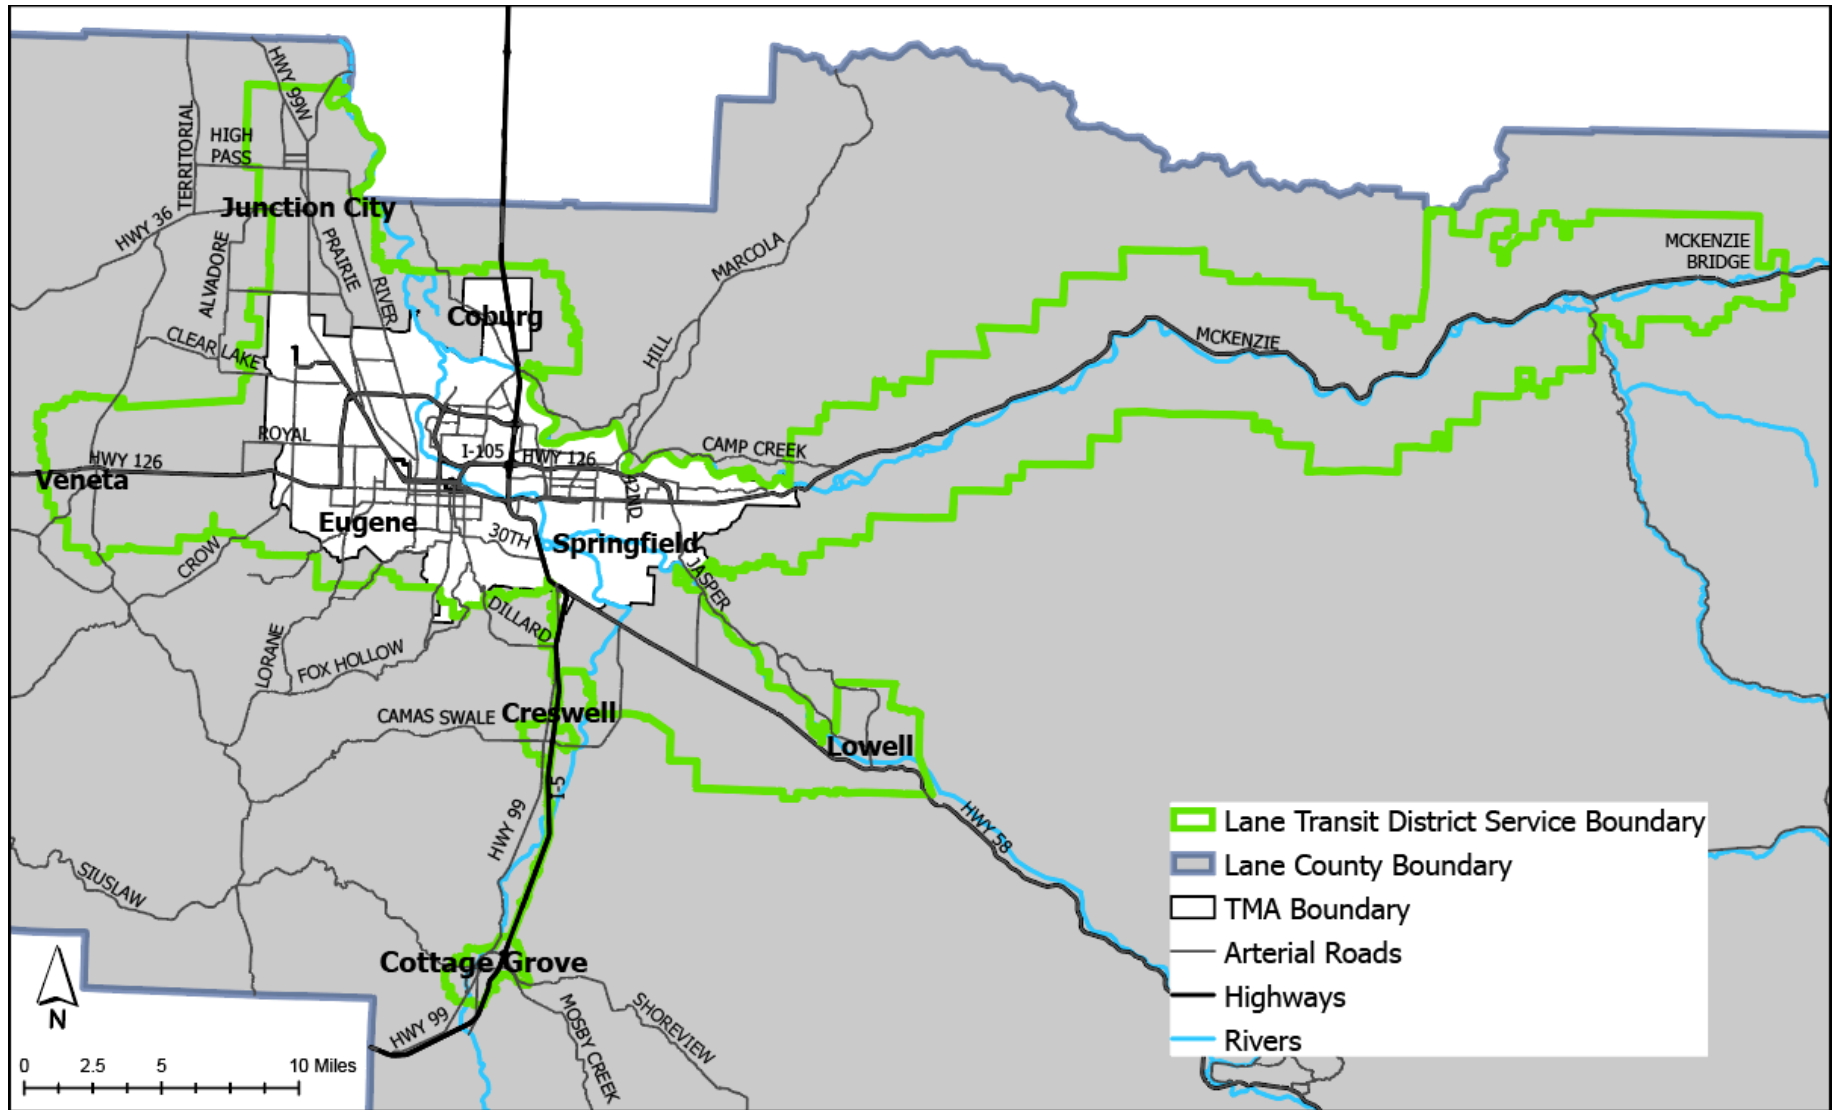 HWY 99W
TERRITORIAL
HIGH
PASS
Junction City
HWY 36
ALVADORE
PRAIRIE
RIVER
MARCOLA
MCKENZIE
BRIDGE
Coburg
CLEAR LAKE
HILL
MCKENZIE
ROYAL
I-105
HWY 126
CAMP CREEK
HWY 126
Veneta
42ND
Eugene
30TH
Springfield
CROW
JASPER
DILLARD
LORANE
FOX HOLLOW
CAMAS SWALE
Creswell
Lowell
I-5
HWY 99
HWY 58
SIUSLAW
Cottage Grove
HWY 99
MOSBY CREEK
SHOREVIEW
N
0 2.5 5 10 Miles
Lane Transit District Service Boundary
Lane County Boundary
TMA Boundary
Arterial Roads
Highways
Rivers